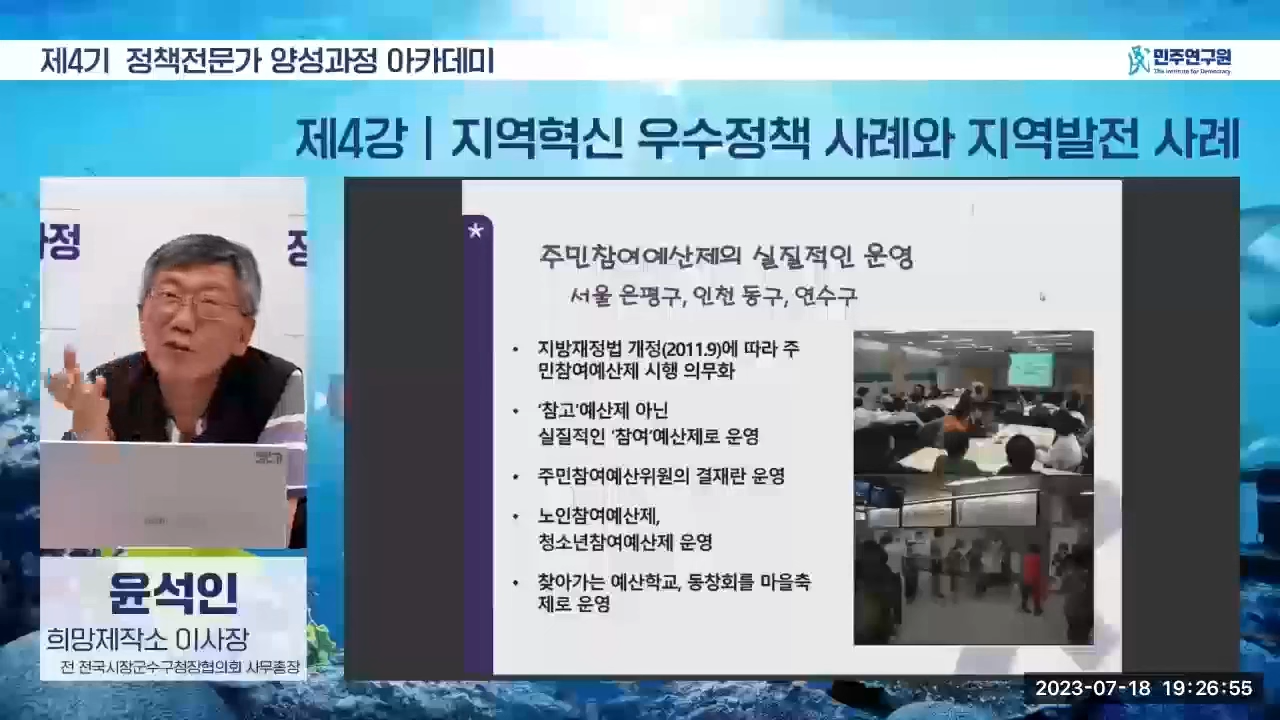 제4기 정책전문가 양성과정 아카데미
민주연구원
The Institute for Democracy
제4강 | 지역혁신 우수정책 사례와 지역발전 사례
과정
정
주민참여예산제의 실질적인 운영
서울 은평구, 인천 동구, 연수구
• 지방재정법 개정(2011.9)에 따라 주
민참여예산제 시행 의무화
• '참고'예산제 아닌
실질적인 '참여'예산제로 운영
• 주민참여예산위원의 결재란 운영
• 노인참여예산제,
청소년참여예산제 운영
• 찾아가는 예산학교, 동창회를 마을축
제로 운영
윤석인
희망제작소 이사장
전 전국시장군수구청장협의회 사무총장
2023-07-18 19:26:55